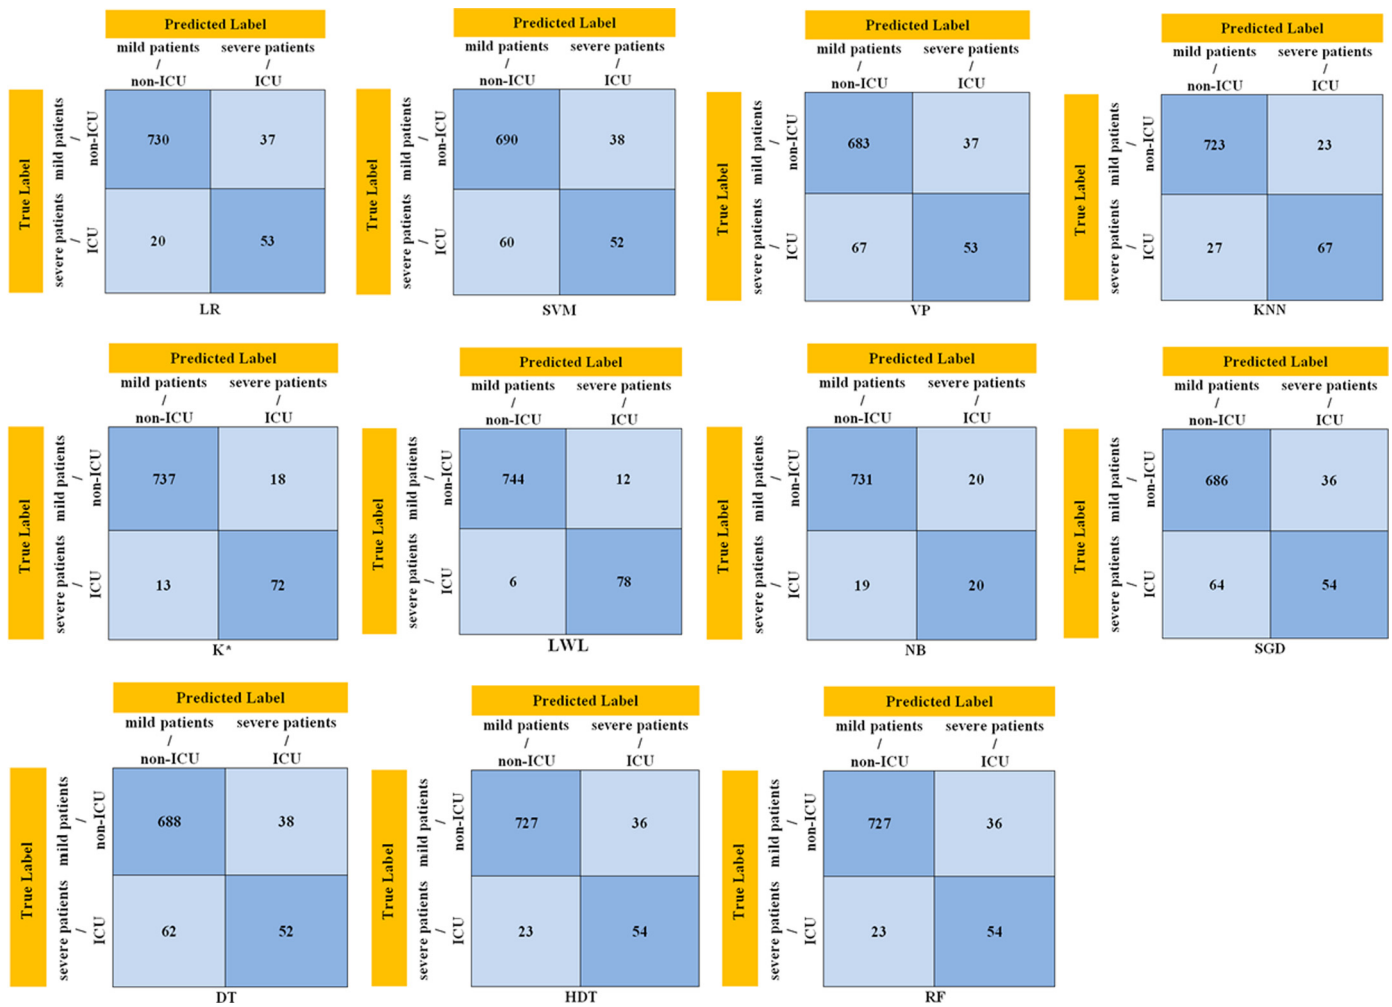 Predicted Label
mild patients severe patients
/ /
non-ICU ICU
True Label
mild patients / non-ICU
730 37
severe patients / ICU
20 53
LR
Predicted Label
mild patients severe patients
/ /
non-ICU ICU
True Label
mild patients / non-ICU
690 38
severe patients / ICU
60 52
SVM
Predicted Label
mild patients severe patients
/ /
non-ICU ICU
True Label
mild patients / non-ICU
683 37
severe patients / ICU
67 53
VP
Predicted Label
mild patients severe patients
/ /
non-ICU ICU
True Label
mild patients / non-ICU
723 23
severe patients / ICU
27 67
KNN
Predicted Label
mild patients severe patients
/ /
non-ICU ICU
True Label
mild patients / non-ICU
737 18
severe patients / ICU
13 72
K*
Predicted Label
mild patients severe patients
/ /
non-ICU ICU
True Label
mild patients / non-ICU
744 12
severe patients / ICU
6 78
LWL
Predicted Label
mild patients severe patients
/ /
non-ICU ICU
True Label
mild patients / non-ICU
731 20
severe patients / ICU
19 20
NB
Predicted Label
mild patients severe patients
/ /
non-ICU ICU
True Label
mild patients / non-ICU
686 36
severe patients / ICU
64 54
SGD
Predicted Label
mild patients severe patients
/ /
non-ICU ICU
True Label
mild patients / non-ICU
688 38
severe patients / ICU
62 52
DT
Predicted Label
mild patients severe patients
/ /
non-ICU ICU
True Label
mild patients / non-ICU
727 36
severe patients / ICU
23 54
HDT
Predicted Label
mild patients severe patients
/ /
non-ICU ICU
True Label
mild patients / non-ICU
727 36
severe patients / ICU
23 54
RF